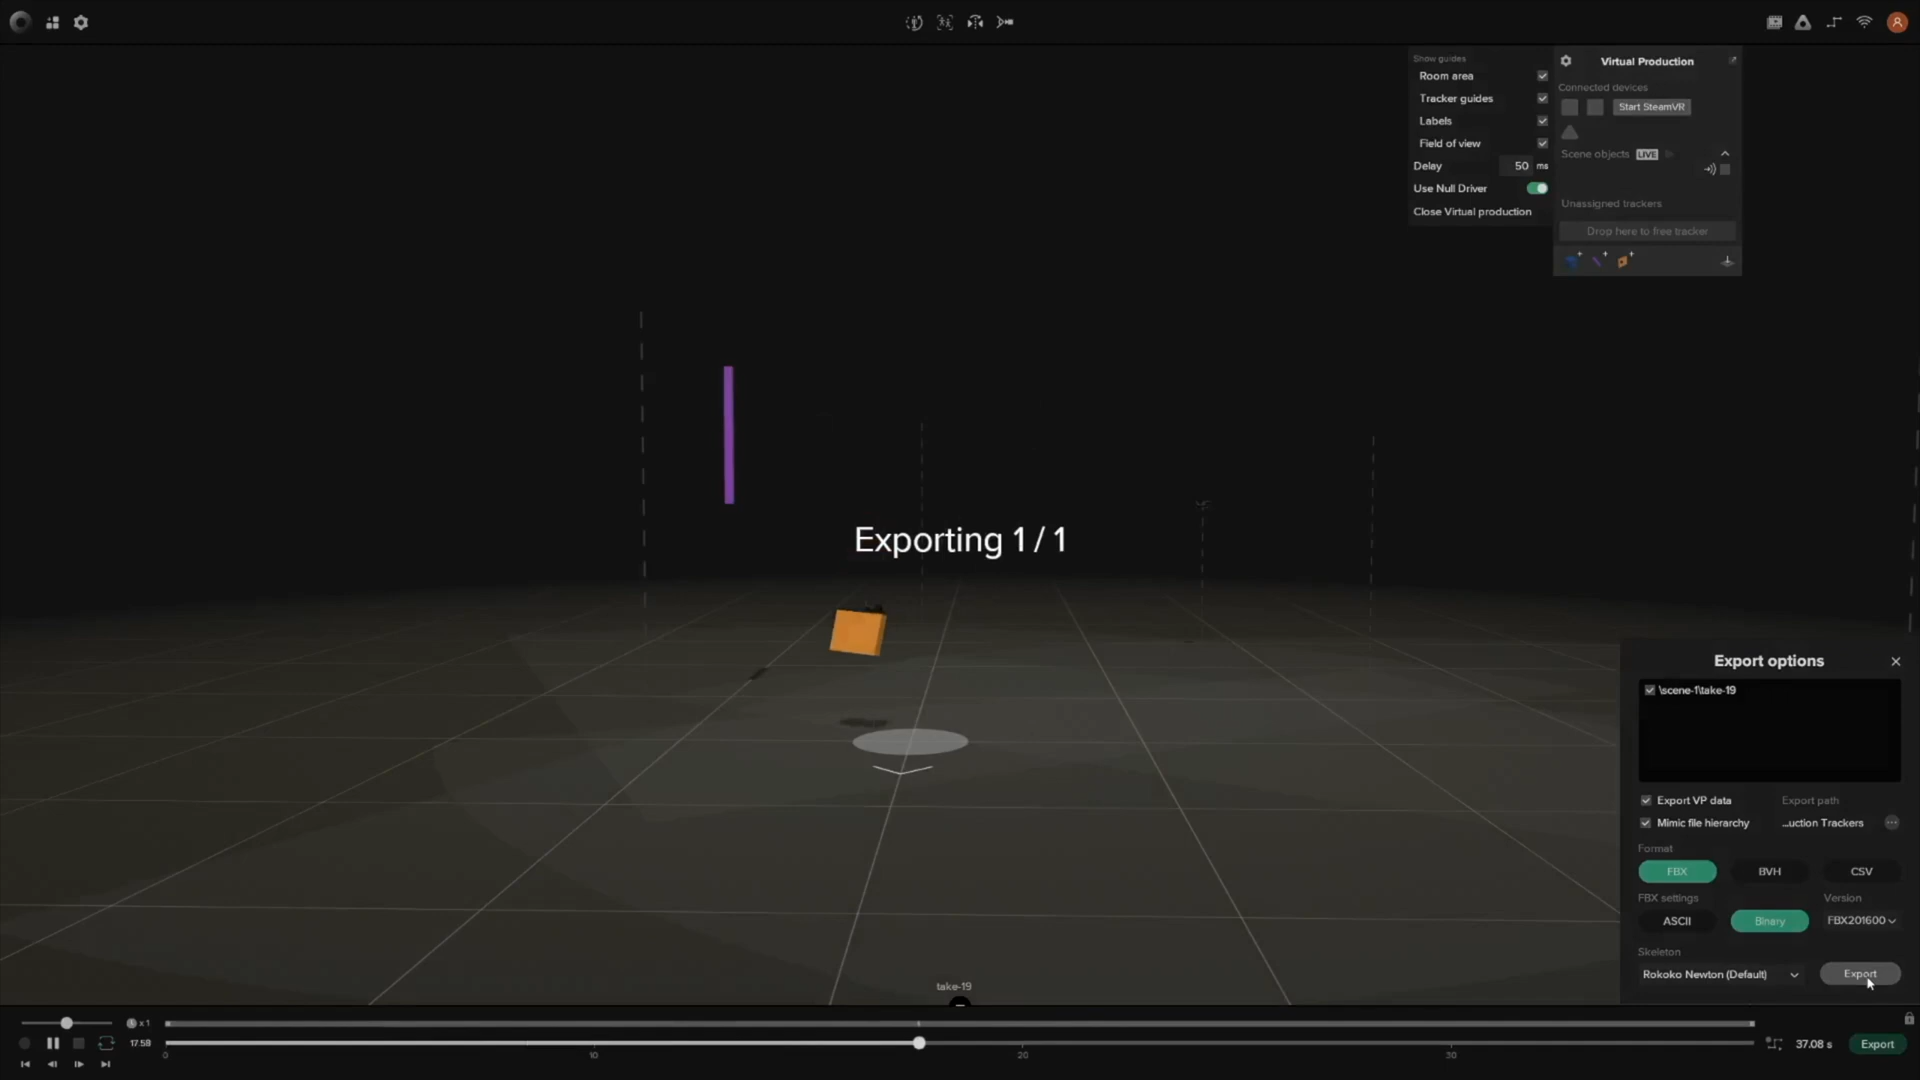 Show guides
Room area
Tracker guides
Labels
Field of view
Delay 50 ms
Use Null Driver
Close Virtual production
Virtual Production
Connected devices
Start SteamVR
Scene objects LIVE
Unassigned trackers
Drop here to free tracker
Exporting 1 / 1
Export options
\scene-1\take-19
Export VP data
Export path
Mimic file hierarchy
...uction Trackers
Format
FBX BVH CSV
FBX settings
Version
ASCII Binary FBX201600
Skeleton
Rokoko Newton (Default)
Export
take-19
x1
17.58
0 10 20 30
37.08 s
Export